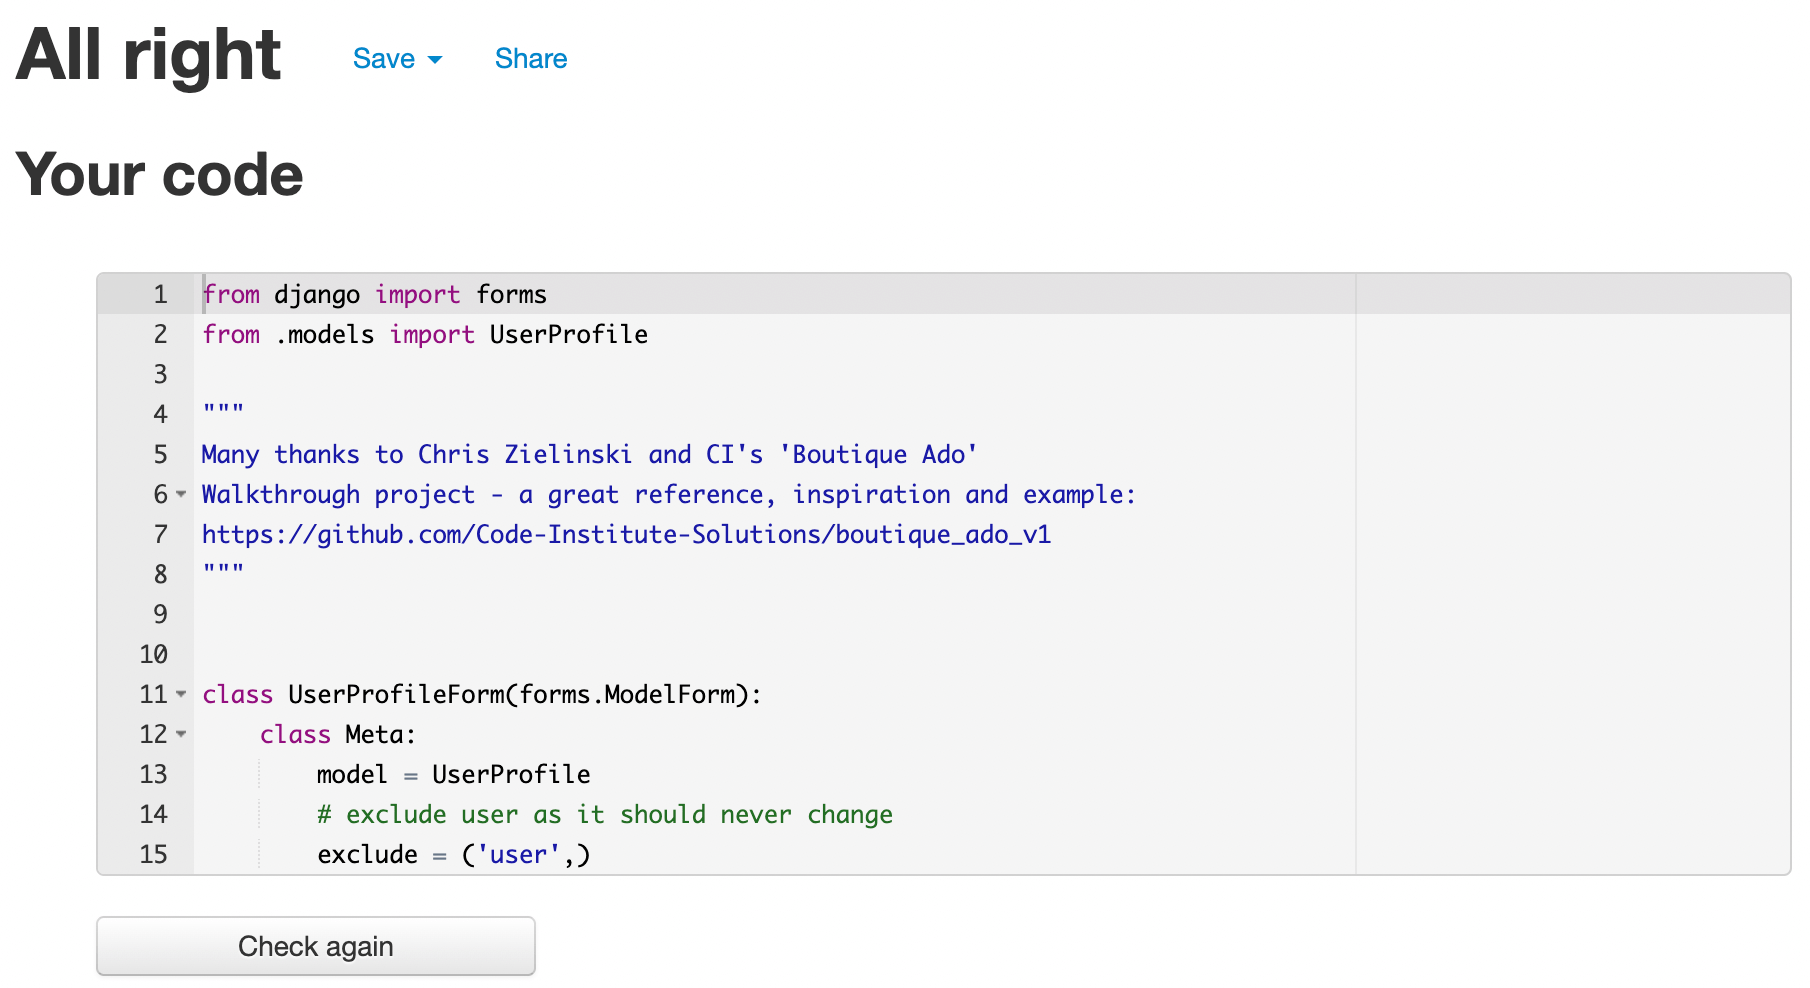 All right
Save
Share
Your code
1 from django import forms
2 from .models import UserProfile
3
4 """
5 Many thanks to Chris Zielinski and CI's 'Boutique Ado'
6 Walkthrough project - a great reference, inspiration and example:
7 https://github.com/Code-Institute-Solutions/boutique_ado_v1
8 """
9
10
11 class UserProfileForm(forms.ModelForm):
12     class Meta:
13         model = UserProfile
14         # exclude user as it should never change
15         exclude = ('user',)
Check again